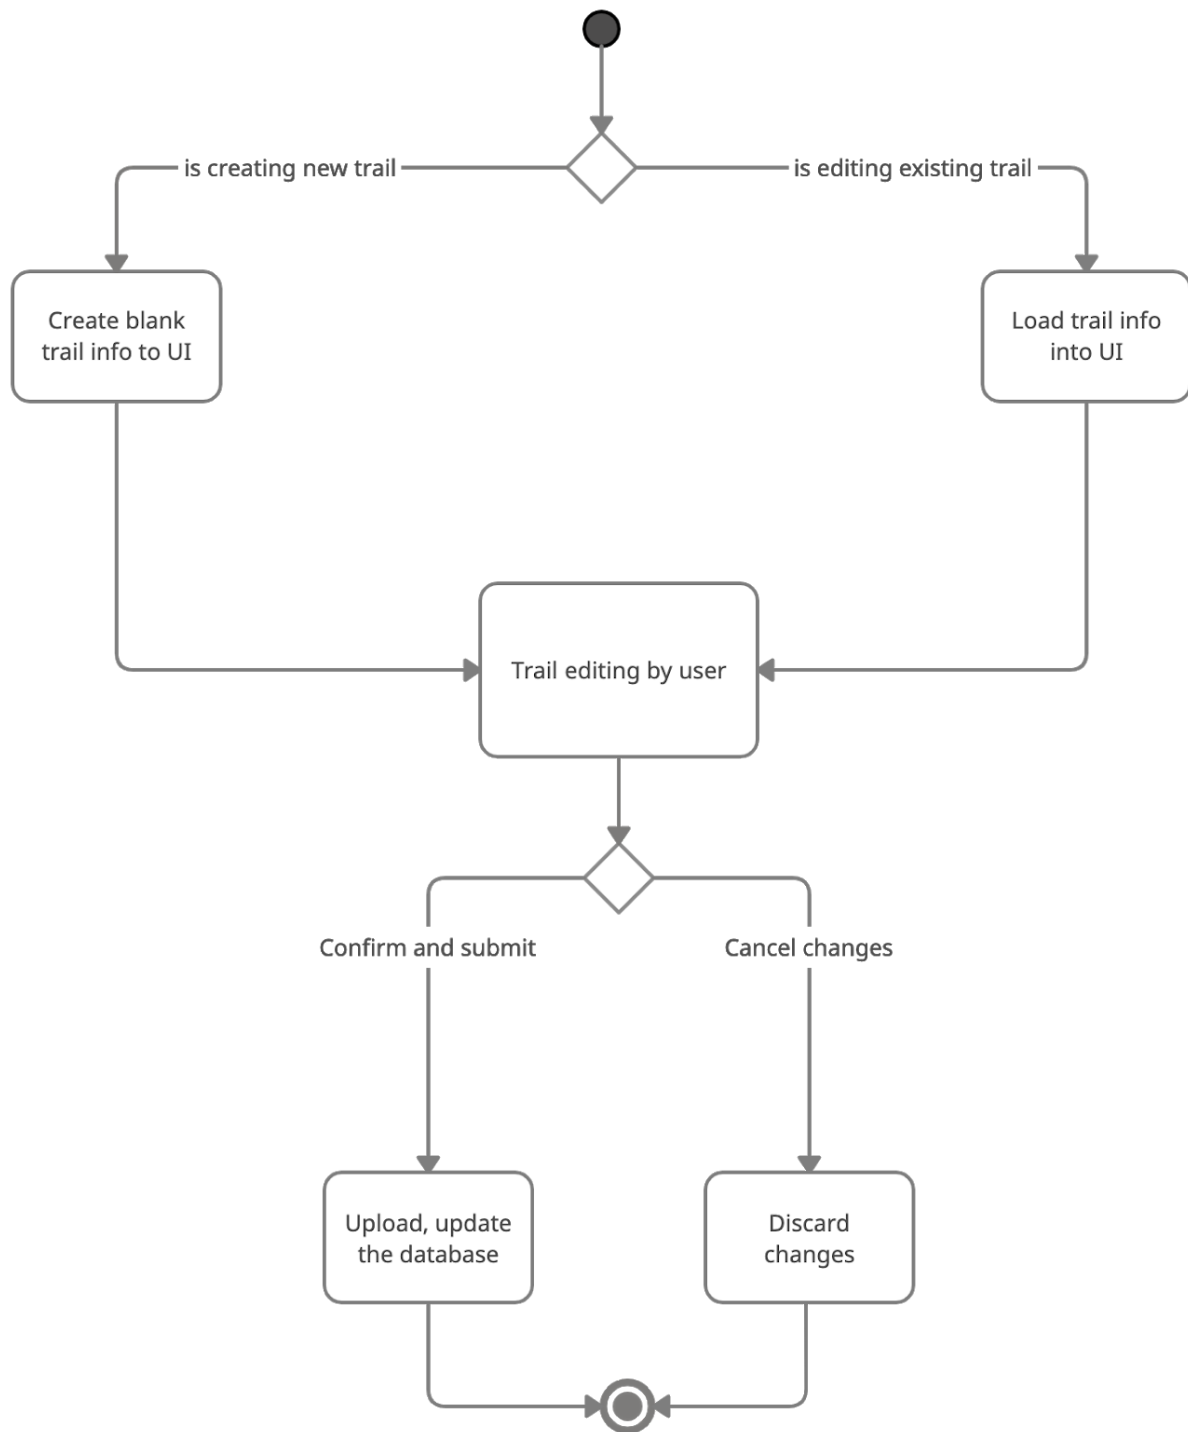 is creating new trail
is editing existing trail
Create blank
trail info to UI
Load trail info
into UI
Trail editing by user
Confirm and submit
Cancel changes
Upload, update
the database
Discard
changes